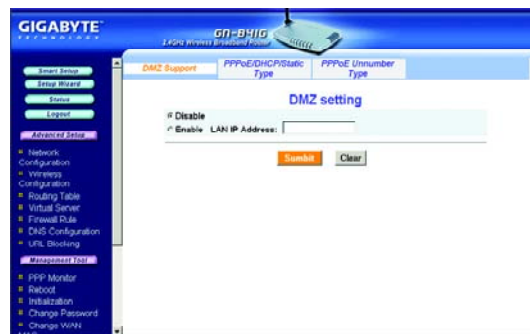 GIGABYTE
TECHNOLOGY
GN-B41G
2.4GHz Wireless Broadband Router
Smart Setup
Setup Wizard
Status
Logout
Advanced Setup
Network
Configuration
Wireless
Configuration
Routing Table
Virtual Server
Firewall Rule
DNS Configuration
URL Blocking
Management Tool
PPP Monitor
Reboot
Initialization
Change Password
Change WAN
MAC
DMZ Support
PPPoE/DHCP/Static
Type
PPPoE Unnumber
Type
DMZ setting
Disable
Enable LAN IP Address:
Sumbit Clear